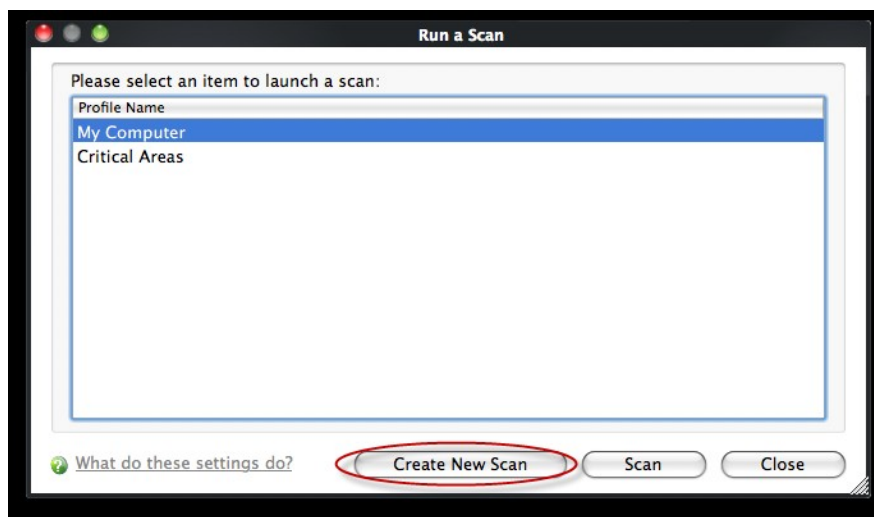 Run a Scan
Please select an item to launch a scan:
Profile Name
My Computer
Critical Areas
What do these settings do?
Create New Scan
Scan
Close